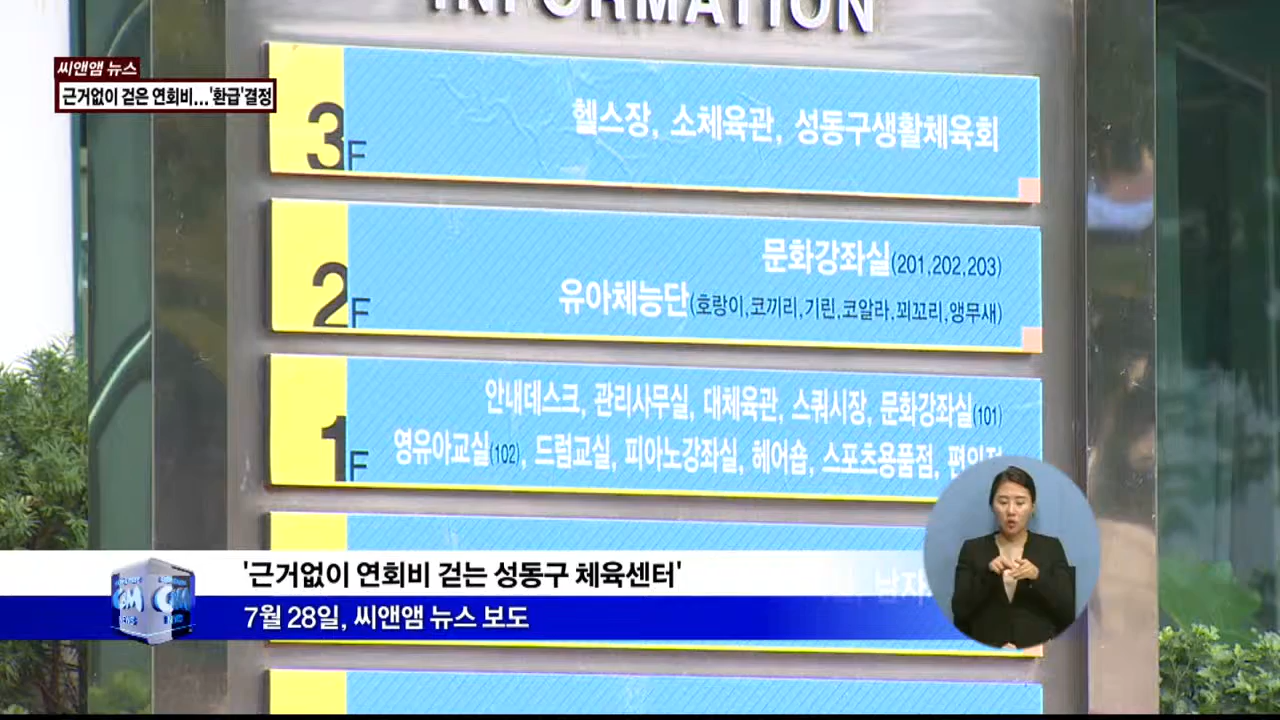 INFORMATION
씨앤앰 뉴스
근거없이 걷은 연회비...'환급'결정
3F
헬스장, 소체육관, 성동구생활체육회
2F
문화강좌실(201,202,203)
유아체능단(호랑이,코끼리,기린,코알라,꾀꼬리,앵무새)
1F
안내데스크, 관리사무실, 대체육관, 스쿼시장, 문화강좌실(101)
영유아교실(102), 드럼교실, 피아노강좌실, 헤어숍, 스포츠용품점, 편의점
'근거없이 연회비 걷는 성동구 체육센터'
7월 28일, 씨앤앰 뉴스 보도